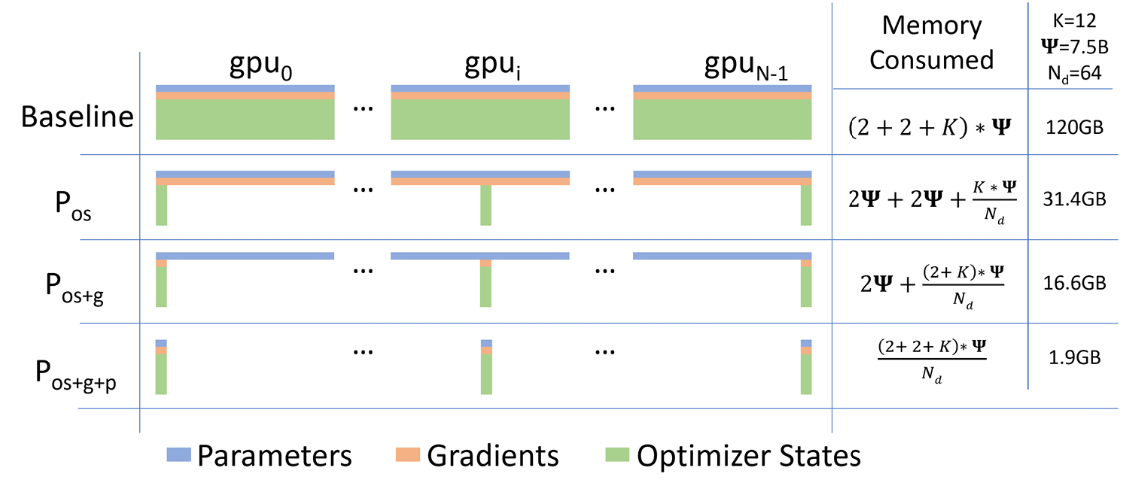 gpu0 gpui gpuN-1 Memory Consumed K=12 Ψ=7.5B Nd=64
... ...
Baseline (2 + 2 + K) ∗ Ψ 120GB
... ...
Pos 2Ψ + 2Ψ + K ∗ Ψ / Nd 31.4GB
... ...
Pos+g 2Ψ + (2+ K)∗ Ψ / Nd 16.6GB
... ...
Pos+g+p (2+ 2+ K)∗ Ψ / Nd 1.9GB
Parameters Gradients Optimizer States